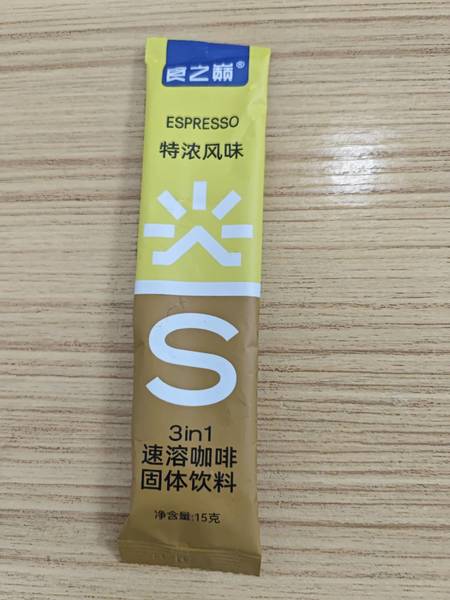 食之巅®
ESPRESSO
特浓风味
S
3in1
速溶咖啡
固体饮料
净含量:15克